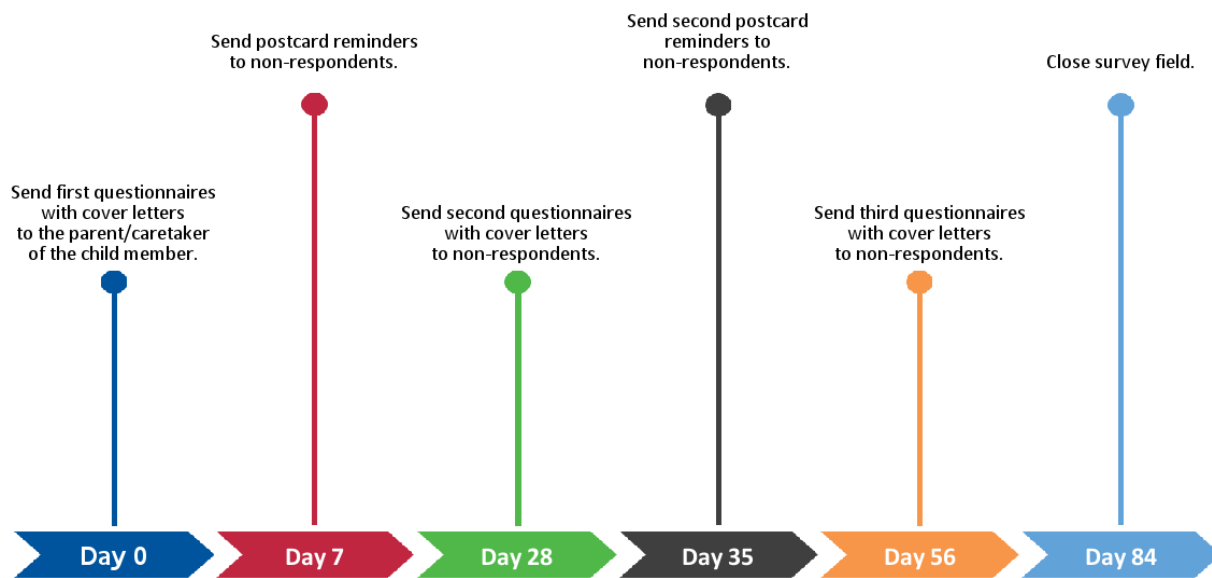 Send first questionnaires
with cover letters
to the parent/caretaker
of the child member.
Send postcard reminders
to non-respondents.
Send second questionnaires
with cover letters
to non-respondents.
Send second postcard
reminders to
non-respondents.
Send third questionnaires
with cover letters
to non-respondents.
Close survey field.
Day 0
Day 7
Day 28
Day 35
Day 56
Day 84